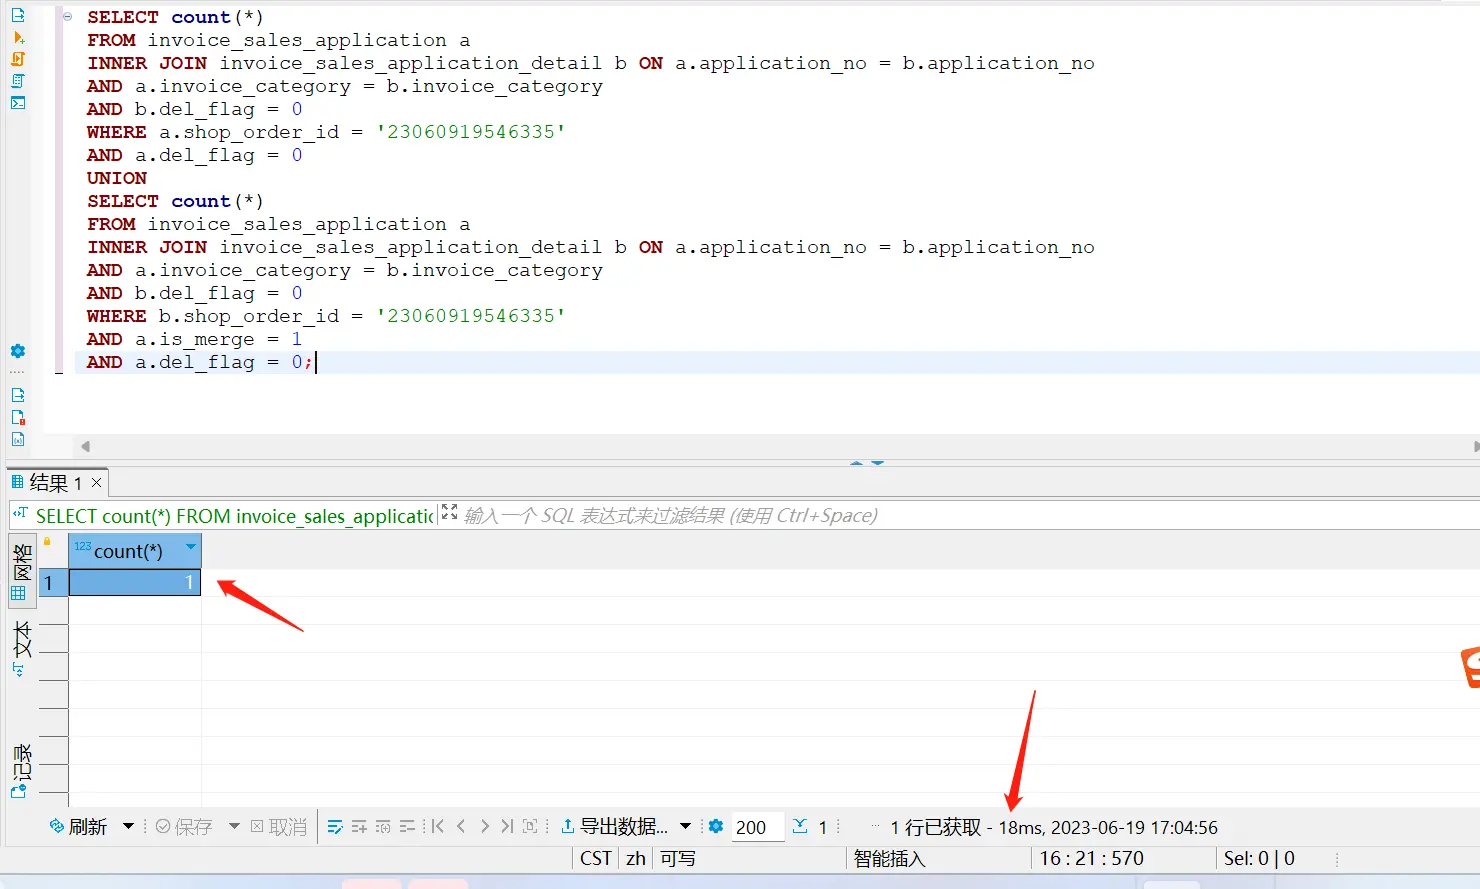 SELECT count(*)
FROM invoice_sales_application a
INNER JOIN invoice_sales_application_detail b ON a.application_no = b.application_no
AND a.invoice_category = b.invoice_category
AND b.del_flag = 0
WHERE a.shop_order_id = '23060919546335'
AND a.del_flag = 0
UNION
SELECT count(*)
FROM invoice_sales_application a
INNER JOIN invoice_sales_application_detail b ON a.application_no = b.application_no
AND a.invoice_category = b.invoice_category
AND b.del_flag = 0
WHERE b.shop_order_id = '23060919546335'
AND a.is_merge = 1
AND a.del_flag = 0;
结果 1
SELECT count(*) FROM invoice_sales_applicatic 输入一个 SQL 表达式来过滤结果 (使用 Ctrl+Space)
网格
123 count(*)
1 1
文本
记录
刷新 保存 取消 导出数据... 200 1 1 行已获取 - 18ms, 2023-06-19 17:04:56
CST zh 可写 智能插入 16 : 21 : 570 Sel: 0 | 0